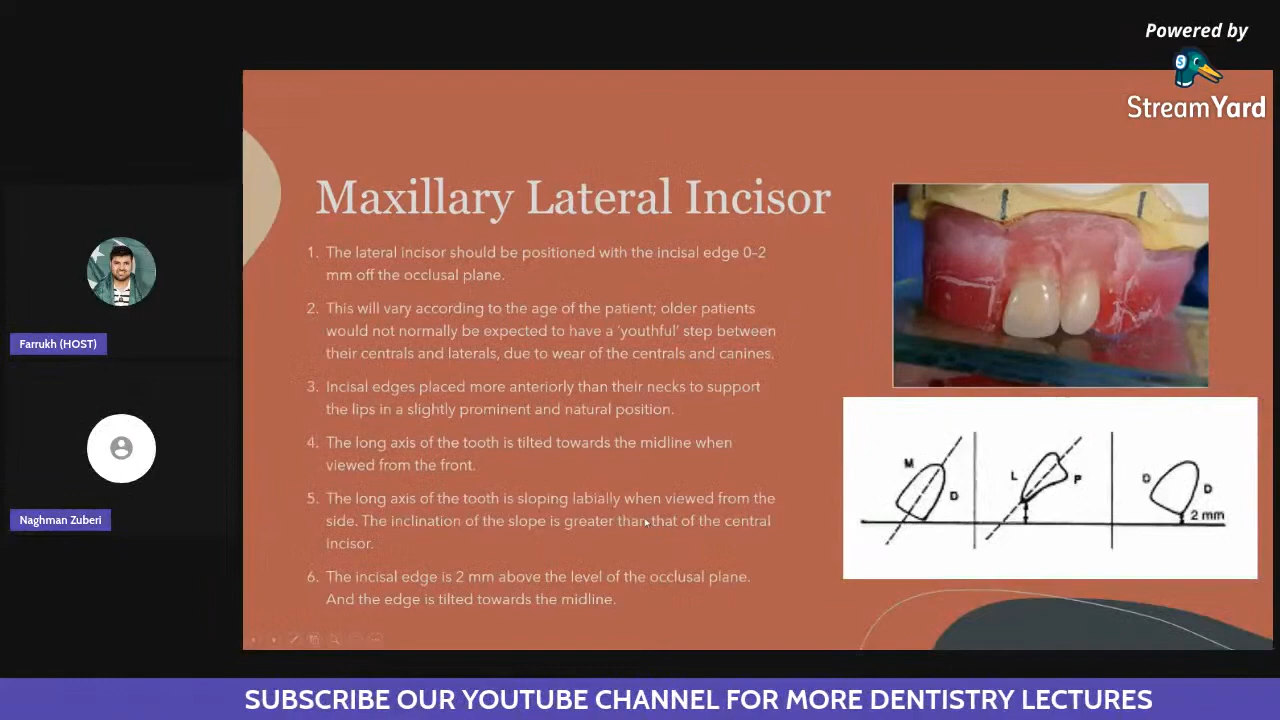 Powered by
StreamYard
Maxillary Lateral Incisor
1. The lateral incisor should be positioned with the incisal edge 0–2
mm off the occlusal plane.
2. This will vary according to the age of the patient; older patients
would not normally be expected to have a ‘youthful’ step between
their centrals and laterals, due to wear of the centrals and canines.
3. Incisal edges placed more anteriorly than their necks to support
the lips in a slightly prominent and natural position.
4. The long axis of the tooth is tilted towards the midline when
viewed from the front.
5. The long axis of the tooth is sloping labially when viewed from the
side. The inclination of the slope is greater than that of the central
incisor.
6. The incisal edge is 2 mm above the level of the occlusal plane.
And the edge is tilted towards the midline.
M
D
L
P
D
D
2 mm
Farrukh (HOST)
Naghman Zuberi
SUBSCRIBE OUR YOUTUBE CHANNEL FOR MORE DENTISTRY LECTURES